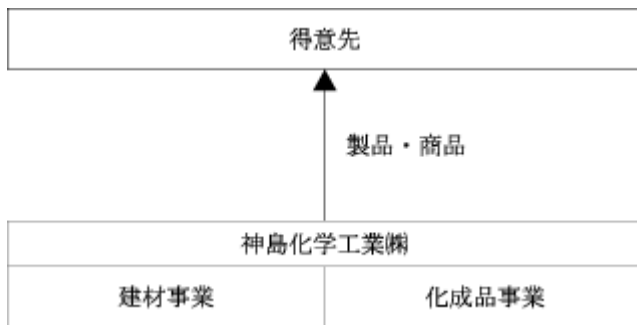 得意先
製品・商品
神島化学工業㈱
建材事業
化成品事業